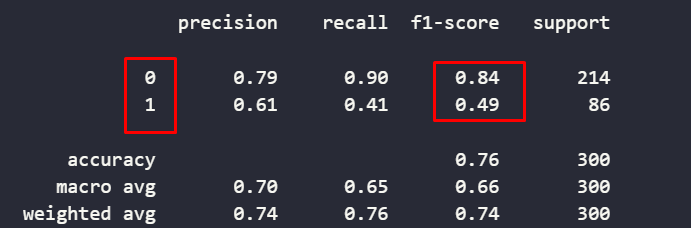 precision recall f1-score support
0 0.79 0.90 0.84 214
1 0.61 0.41 0.49 86
accuracy 0.76 300
macro avg 0.70 0.65 0.66 300
weighted avg 0.74 0.76 0.74 300